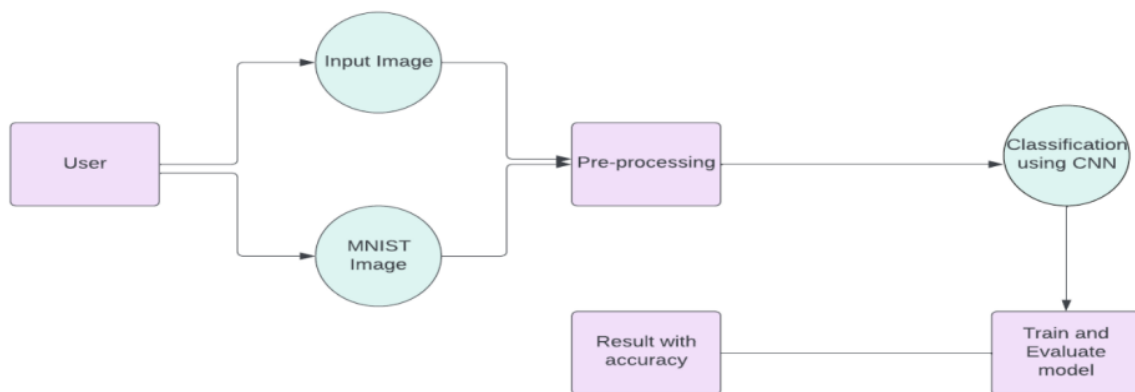 Input Image
User
Pre-processing
Classification
using CNN
MNIST
Image
Result with
accuracy
Train and
Evaluate
model